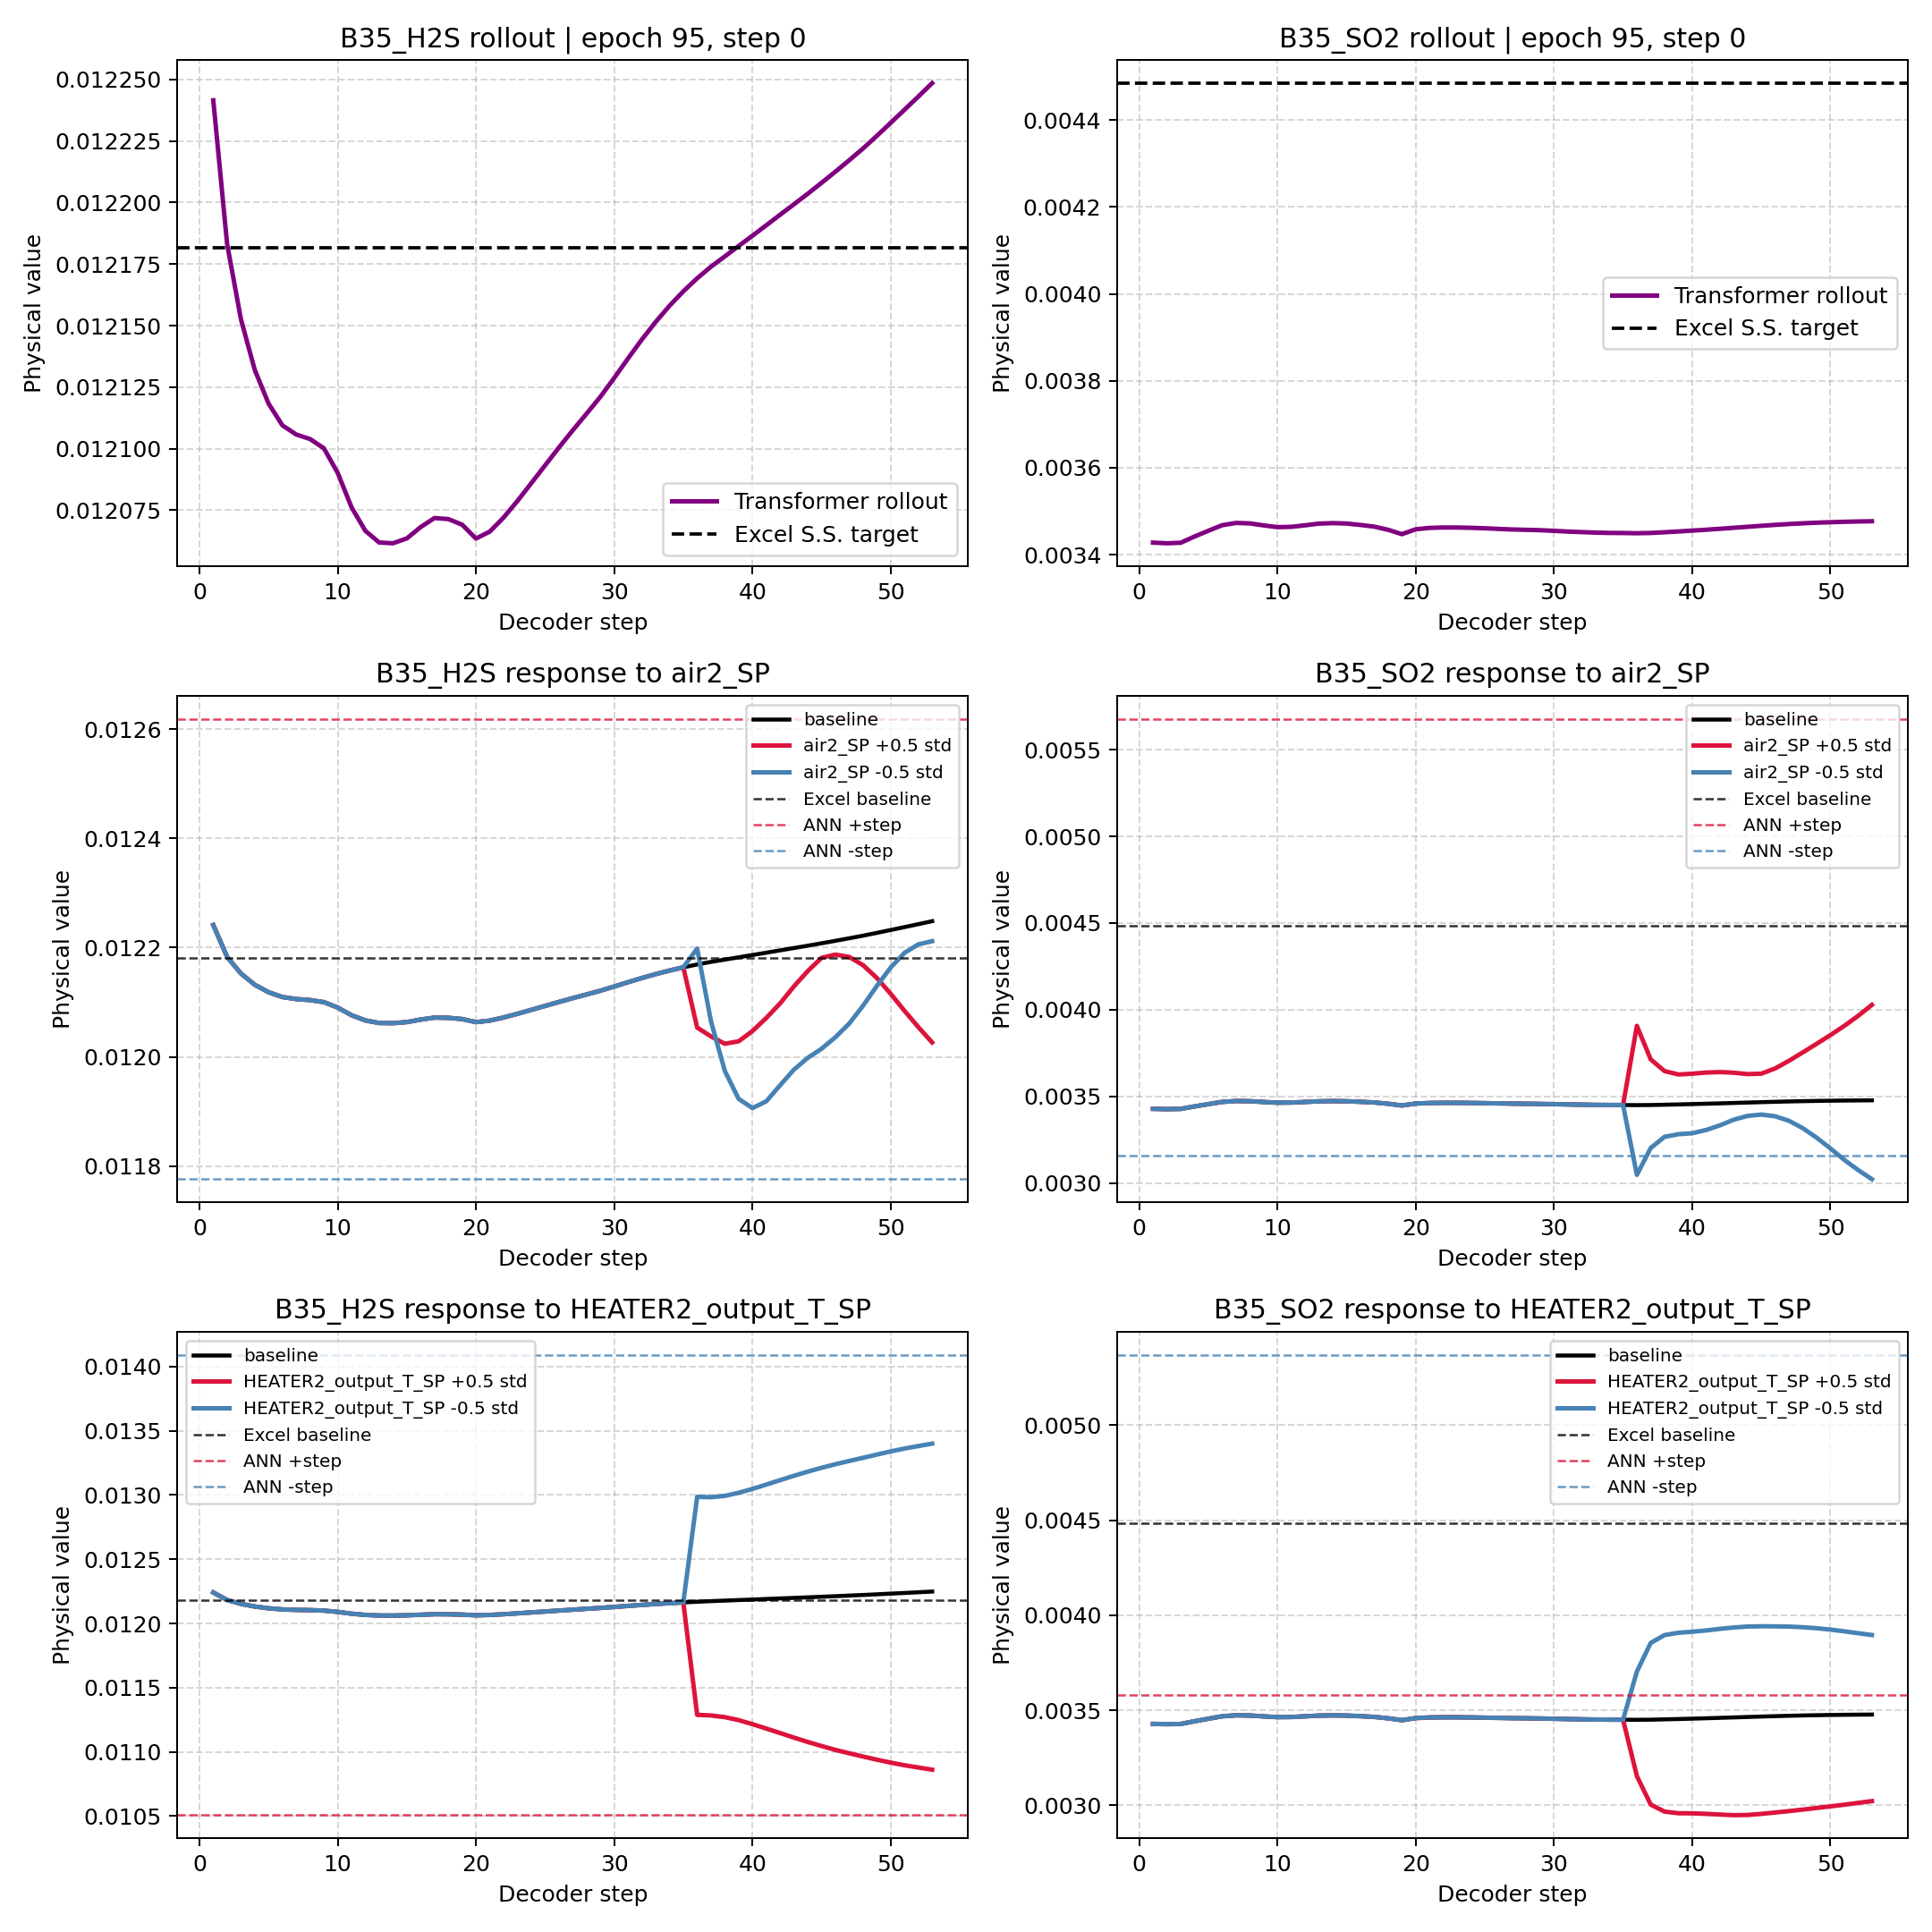 B35_H2S rollout | epoch 95, step 0
Physical value
0.012250
0.012225
0.012200
0.012175
0.012150
0.012125
0.012100
0.012075
Transformer rollout
Excel S.S. target
0 10 20 30 40 50
Decoder step
B35_SO2 rollout | epoch 95, step 0
Physical value
0.0044
0.0042
0.0040
0.0038
0.0036
0.0034
Transformer rollout
Excel S.S. target
0 10 20 30 40 50
Decoder step
B35_H2S response to air2_SP
Physical value
0.0126
0.0124
0.0122
0.0120
0.0118
baseline
air2_SP +0.5 std
air2_SP -0.5 std
Excel baseline
ANN +step
ANN -step
0 10 20 30 40 50
Decoder step
B35_SO2 response to air2_SP
Physical value
0.0055
0.0050
0.0045
0.0040
0.0035
0.0030
baseline
air2_SP +0.5 std
air2_SP -0.5 std
Excel baseline
ANN +step
ANN -step
0 10 20 30 40 50
Decoder step
B35_H2S response to HEATER2_output_T_SP
Physical value
0.0140
0.0135
0.0130
0.0125
0.0120
0.0115
0.0110
0.0105
baseline
HEATER2_output_T_SP +0.5 std
HEATER2_output_T_SP -0.5 std
Excel baseline
ANN +step
ANN -step
0 10 20 30 40 50
Decoder step
B35_SO2 response to HEATER2_output_T_SP
Physical value
0.0050
0.0045
0.0040
0.0035
0.0030
baseline
HEATER2_output_T_SP +0.5 std
HEATER2_output_T_SP -0.5 std
Excel baseline
ANN +step
ANN -step
0 10 20 30 40 50
Decoder step